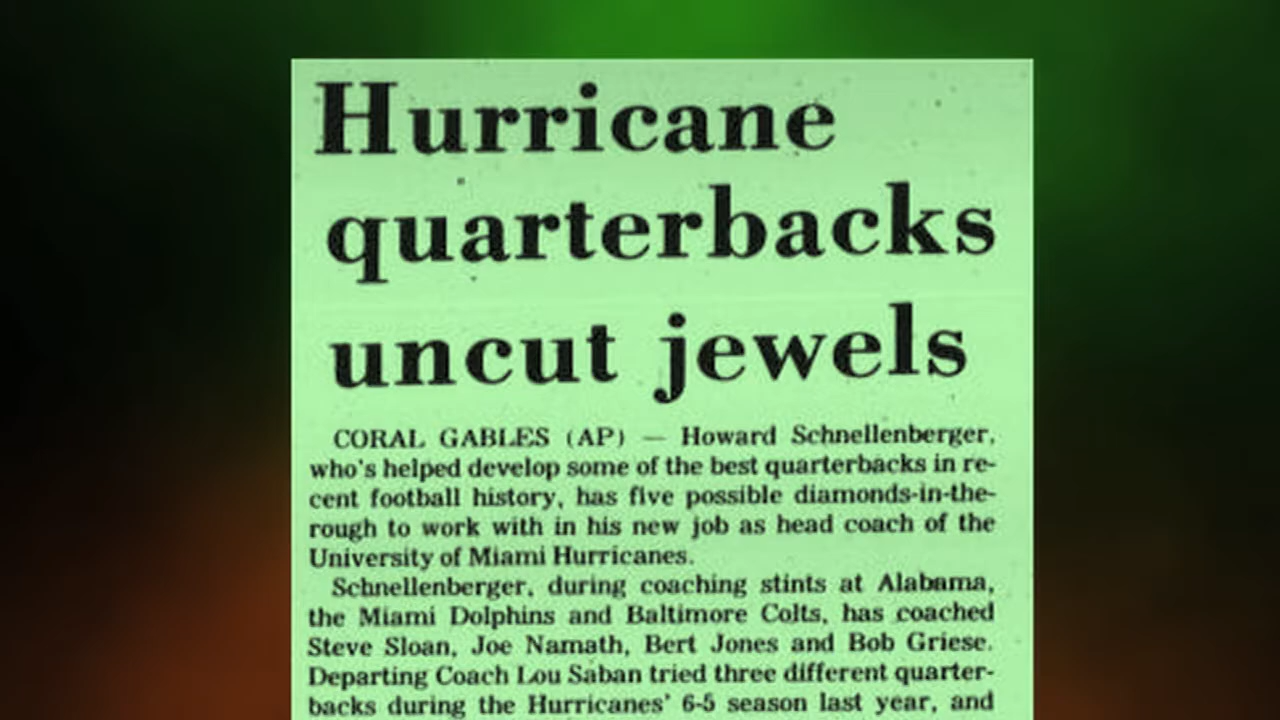 Hurricane
quarterbacks
uncut jewels
CORAL GABLES (AP) — Howard Schnellenberger,
who's helped develop some of the best quarterbacks in re-
cent football history, has five possible diamonds-in-the-
rough to work with in his new job as head coach of the
University of Miami Hurricanes.
Schnellenberger, during coaching stints at Alabama,
the Miami Dolphins and Baltimore Colts, has coached
Steve Sloan, Joe Namath, Bert Jones and Bob Griese.
Departing Coach Lou Saban tried three different quarter-
backs during the Hurricanes' 6-5 season last year, and